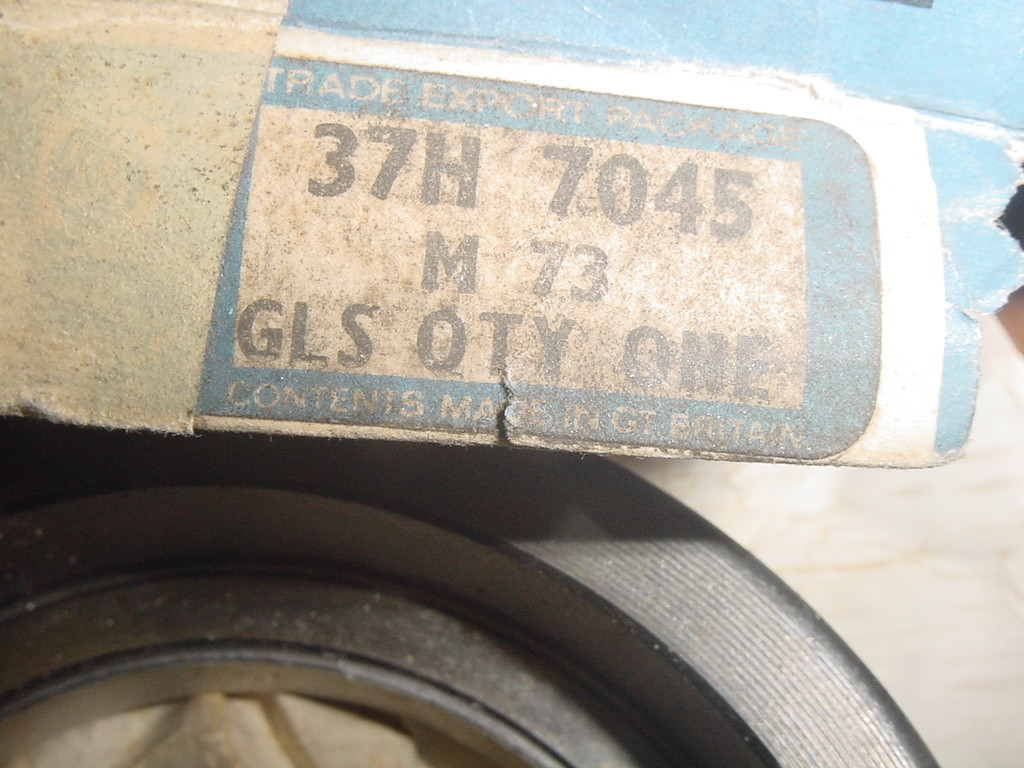 TRADE EXPORT PACKAGE
37H 7045
M 73
GLS QTY ONE
CONTENTS MADE IN GT BRITAIN